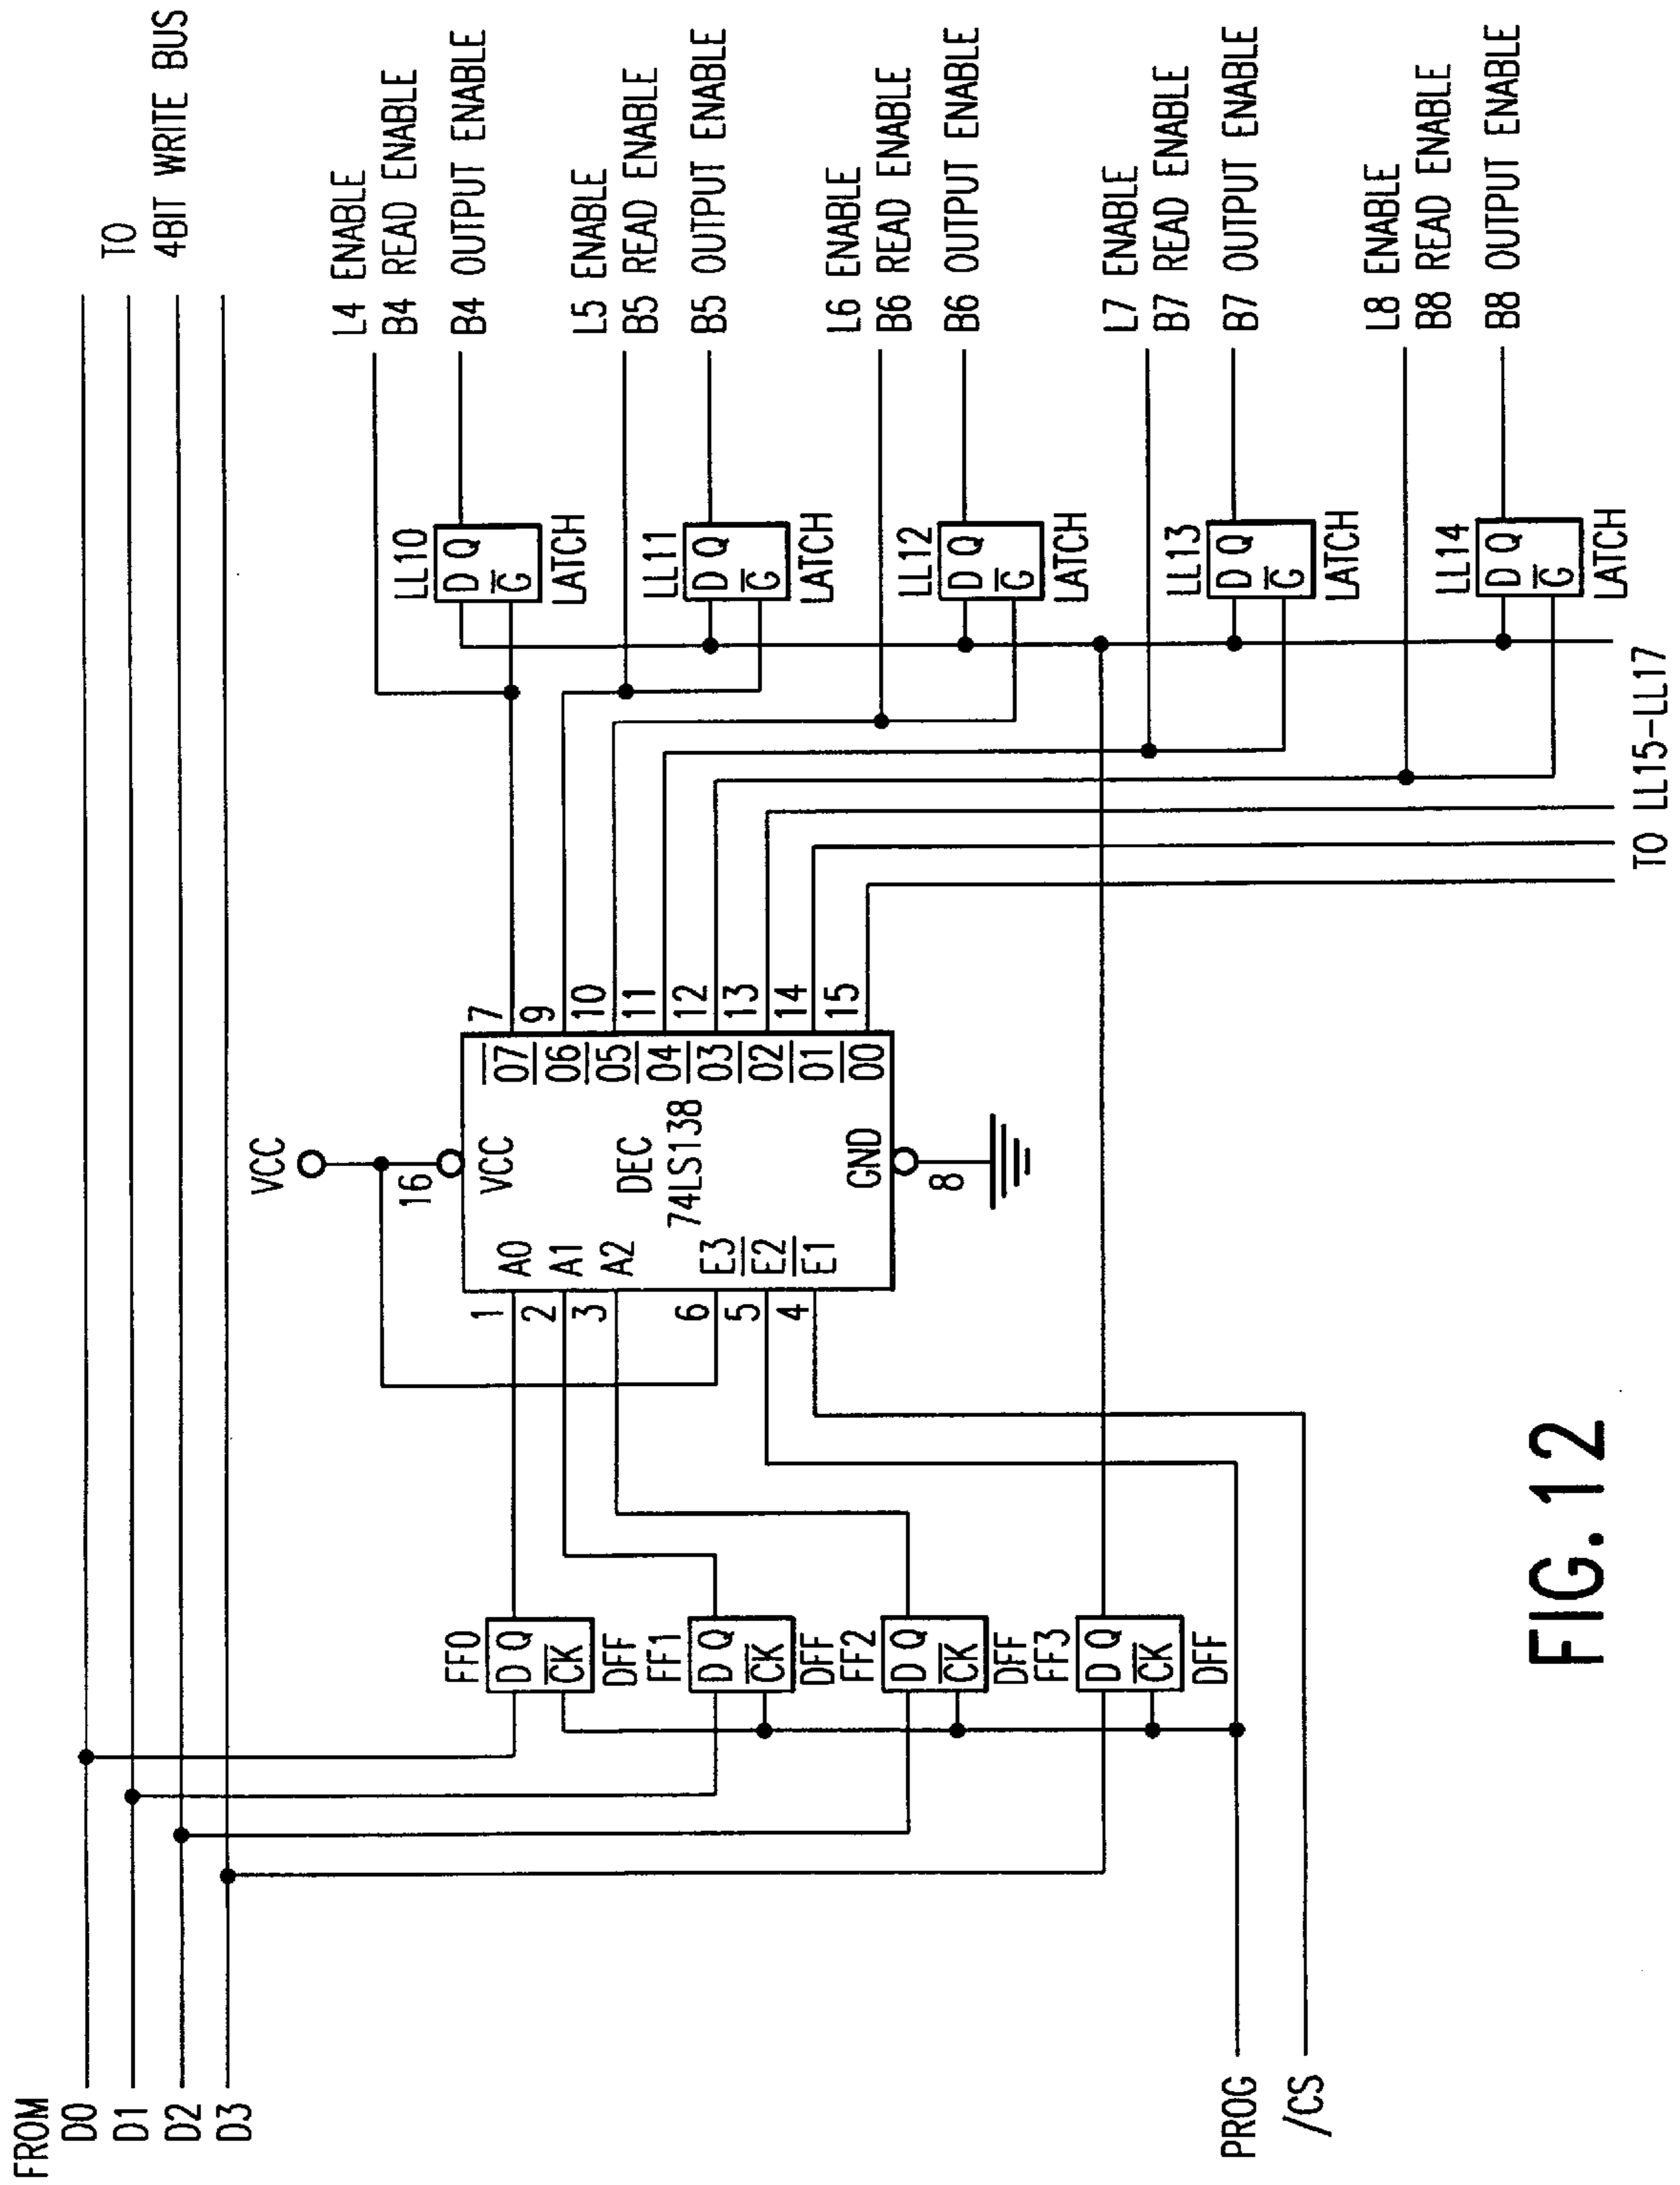 FROM
D0
D1
D2
D3
TO
4BIT WRITE BUS
VCC
16
VCC
DEC
74LS138
GND
8
1 A0
2 A1
3 A2
6 E3
5 E2
4 E1
O7 7
O6 9
O5 10
O4 11
O3 12
O2 13
O1 14
O0 15
FF0
D Q
CK
DFF
FF1
D Q
CK
DFF
FF2
D Q
CK
DFF
FF3
D Q
CK
DFF
PROG
/CS
LL10
D Q
G
LATCH
LL11
D Q
G
LATCH
LL12
D Q
G
LATCH
LL13
D Q
G
LATCH
LL14
D Q
G
LATCH
L4 ENABLE
B4 READ ENABLE
B4 OUTPUT ENABLE
L5 ENABLE
B5 READ ENABLE
B5 OUTPUT ENABLE
L6 ENABLE
B6 READ ENABLE
B6 OUTPUT ENABLE
L7 ENABLE
B7 READ ENABLE
B7 OUTPUT ENABLE
L8 ENABLE
B8 READ ENABLE
B8 OUTPUT ENABLE
TO LL15-LL17
FIG. 12